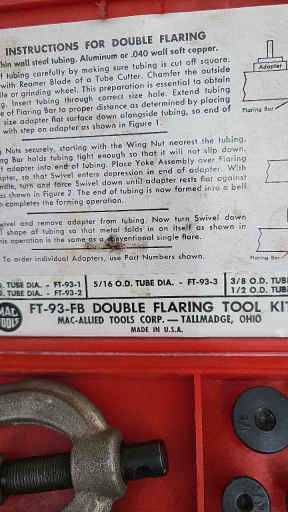 INSTRUCTIONS FOR DOUBLE FLARING
thin wall steel tubing. Aluminum or .040 wall soft copper.
tubing carefully by making sure tubing is cut off square.
with Reamer Blade of a Tube Cutter. Chamfer the outside
file or grinding wheel. This preparation is essential to obtain
Insert tubing through correct size hole. Extend tubing
of Flaring Bar to proper distance as determined by placing
size adapter flat surface down alongside tubing, so end of
with step on adapter as shown in Figure 1.
Adapter
Flaring Bar
Nuts securely, starting with the Wing Nut nearest the tubing.
Bar holds tubing tight enough so that it will not slip down.
adapter into end of tubing. Place Yoke Assembly over Flaring
so that Swivel enters depression in end of adapter. With
turn and force Swivel down until adapter rests flat against
as shown in Figure 2. The end of tubing is now formed into a bell.
completes the forming operation.
Swivel and remove adapter from tubing. Now turn Swivel down
shape of tubing so that metal folds in on itself as shown in
this operation is the same as a conventional single flare.
To order individual Adapters, use Part Numbers shown.
Flaring Bar
TUBE DIA. - FT-93-1
TUBE DIA. - FT-93-2
5/16 O.D. TUBE DIA. - FT-93-3
3/8 O.D. TUBE
1/2 O.D. TUBE
MAC
TOOLS
FT-93-FB DOUBLE FLARING TOOL KIT
MAC-ALLIED TOOLS CORP. — TALLMADGE, OHIO
MADE IN U.S.A.